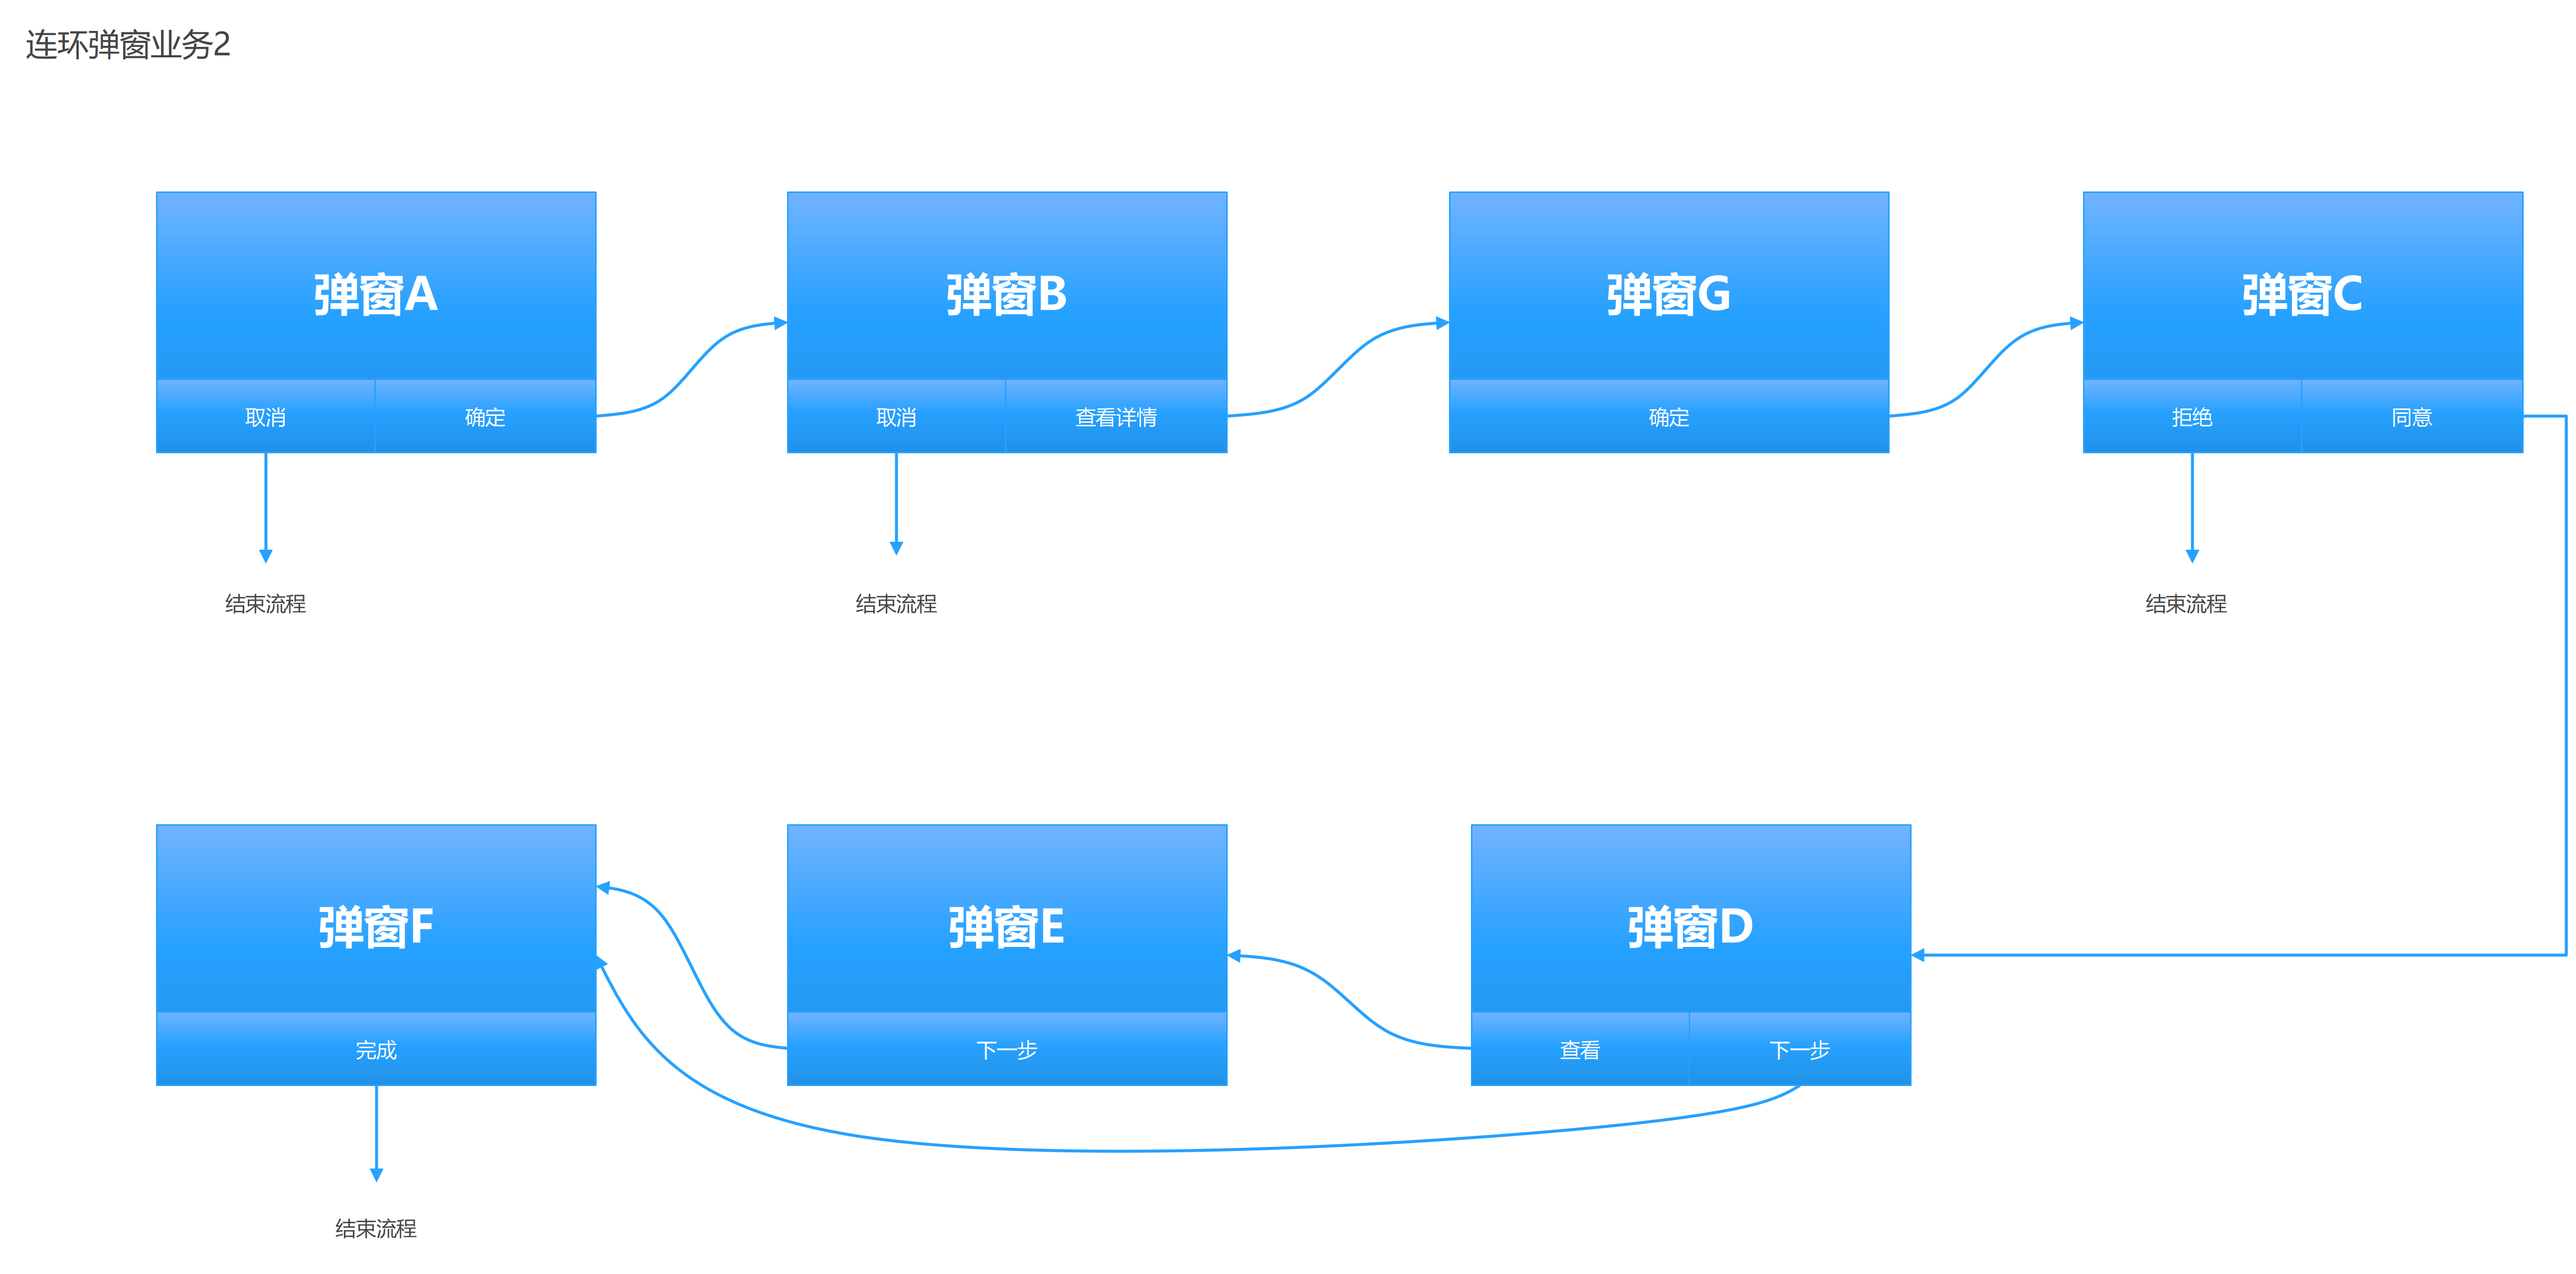 连环弹窗业务2
弹窗A
取消
确定
弹窗B
取消
查看详情
弹窗G
确定
弹窗C
拒绝
同意
结束流程
结束流程
结束流程
弹窗F
完成
弹窗E
下一步
弹窗D
查看
下一步
结束流程